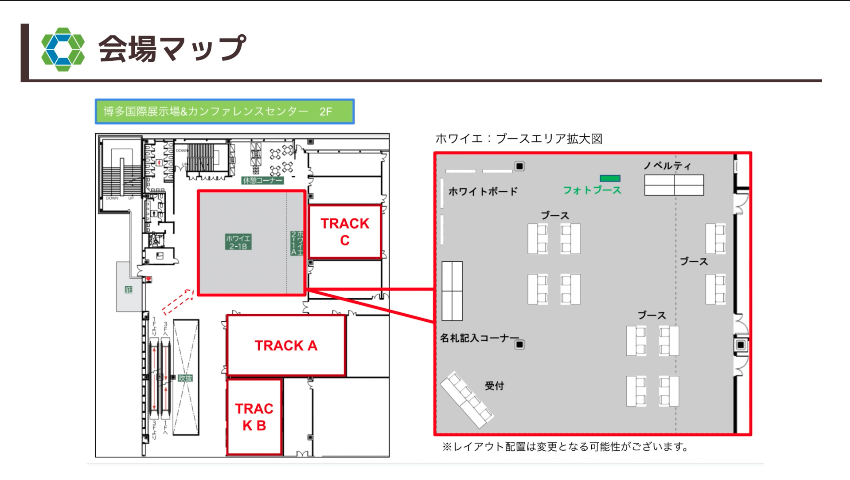 会場マップ
博多国際展示場&カンファレンスセンター 2F
ホワイエ：ブースエリア拡大図
DOWN
DOWN UP
休憩コーナー
ホワイエ
2-1B
ホワイエ
2-1A
TRACK
C
TRACK A
TRAC
K B
ノベルティ
フォトブース
ホワイトボード
ブース
ブース
ブース
名札記入コーナー
受付
※レイアウト配置は変更となる可能性がございます。